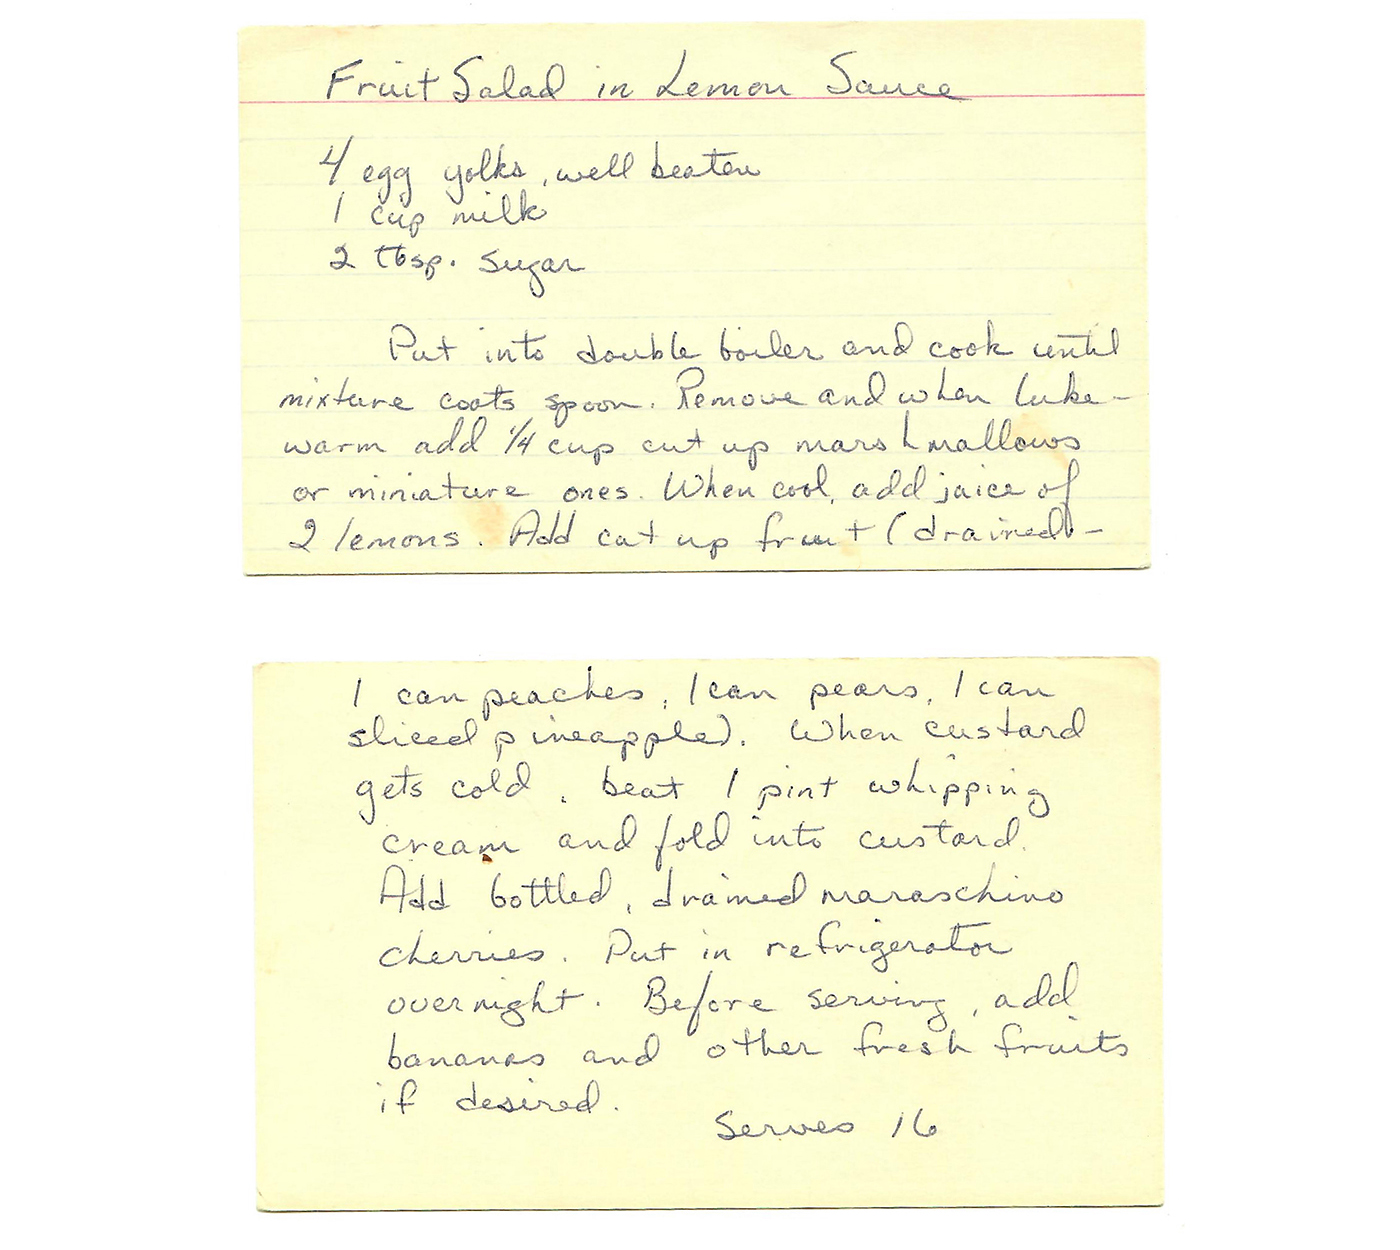 Fruit Salad in Lemon Sauce
4 egg yolks, well beaten
1 cup milk
2 tbsp. sugar
Put into double boiler and cook until
mixture coats spoon. Remove and when luke-
warm add 1/4 cup cut up marshmallows
or miniature ones. When cool, add juice of
2 lemons. Add cut up fruit (drained-
1 can peaches, 1 can pears, 1 can
sliced pineapple). When custard
gets cold, beat 1 pint whipping
cream and fold into custard.
Add bottled, drained maraschino
cherries. Put in refrigerator
overnight. Before serving, add
bananas and other fresh fruits
if desired.
Serves 16